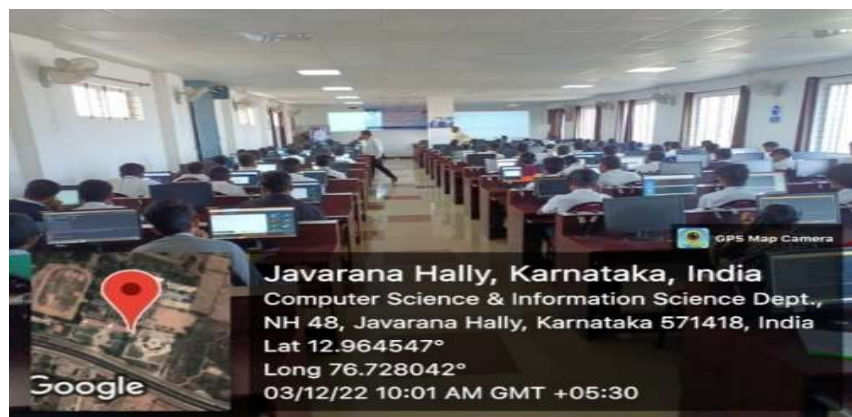 GPS Map Camera
Javarana Hally, Karnataka, India
Computer Science & Information Science Dept.,
NH 48, Javarana Hally, Karnataka 571418, India
Lat 12.964547°
Long 76.728042°
03/12/22 10:01 AM GMT +05:30
Google